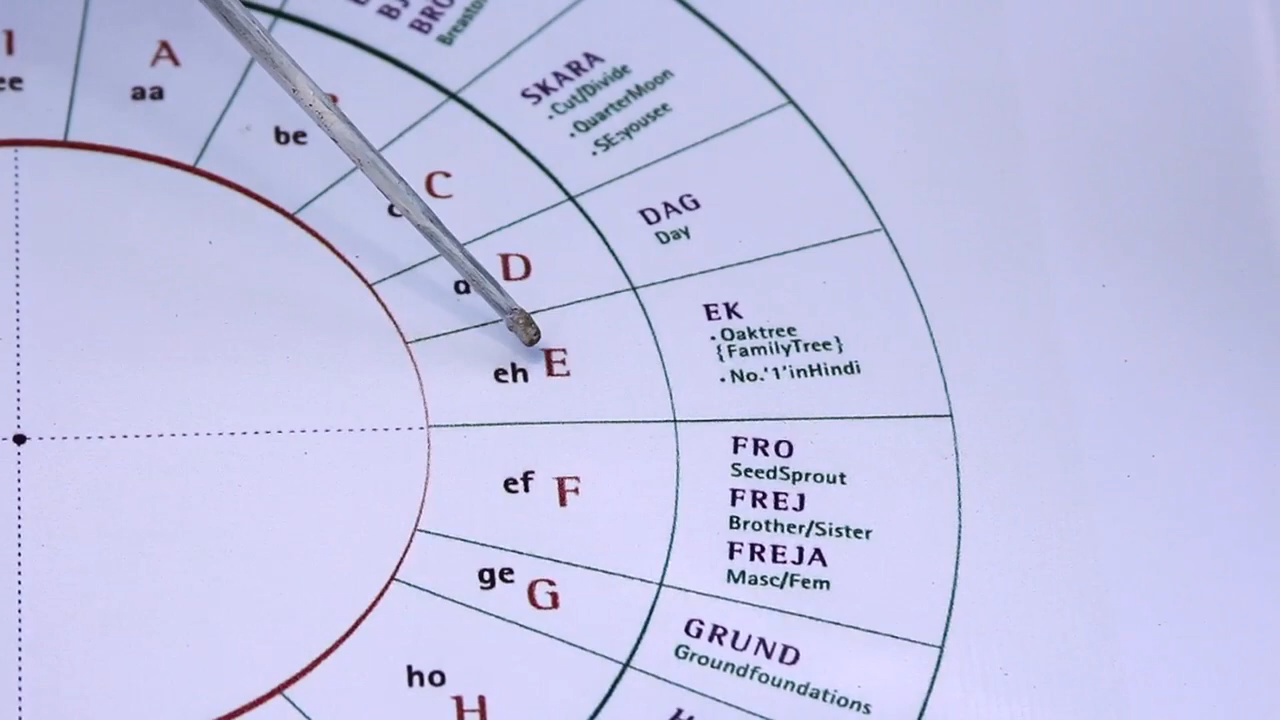 A
aa
be
BRO
SKARA
.Cut/Divide
.QuarterMoon
.SE:yousee
C
DAG
Day
D
EK
.Oaktree
{FamilyTree}
.No.'1'inHindi
eh E
FRO
SeedSprout
FREJ
Brother/Sister
FREJA
Masc/Fem
ef F
ge G
GRUND
Groundfoundations
ho
H